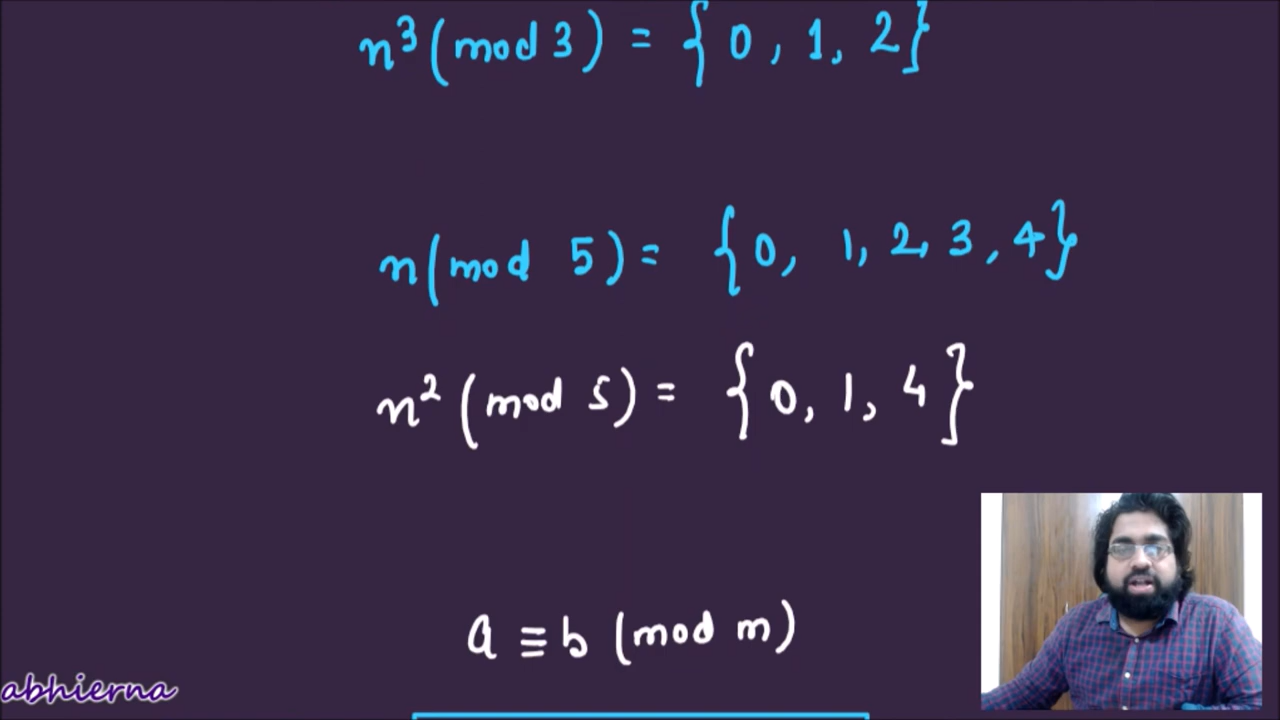 n³ (mod 3) = {0, 1, 2}
n (mod 5) = {0, 1, 2, 3, 4}
n² (mod 5) = {0, 1, 4}
a ≡ b (mod m)
abhierna